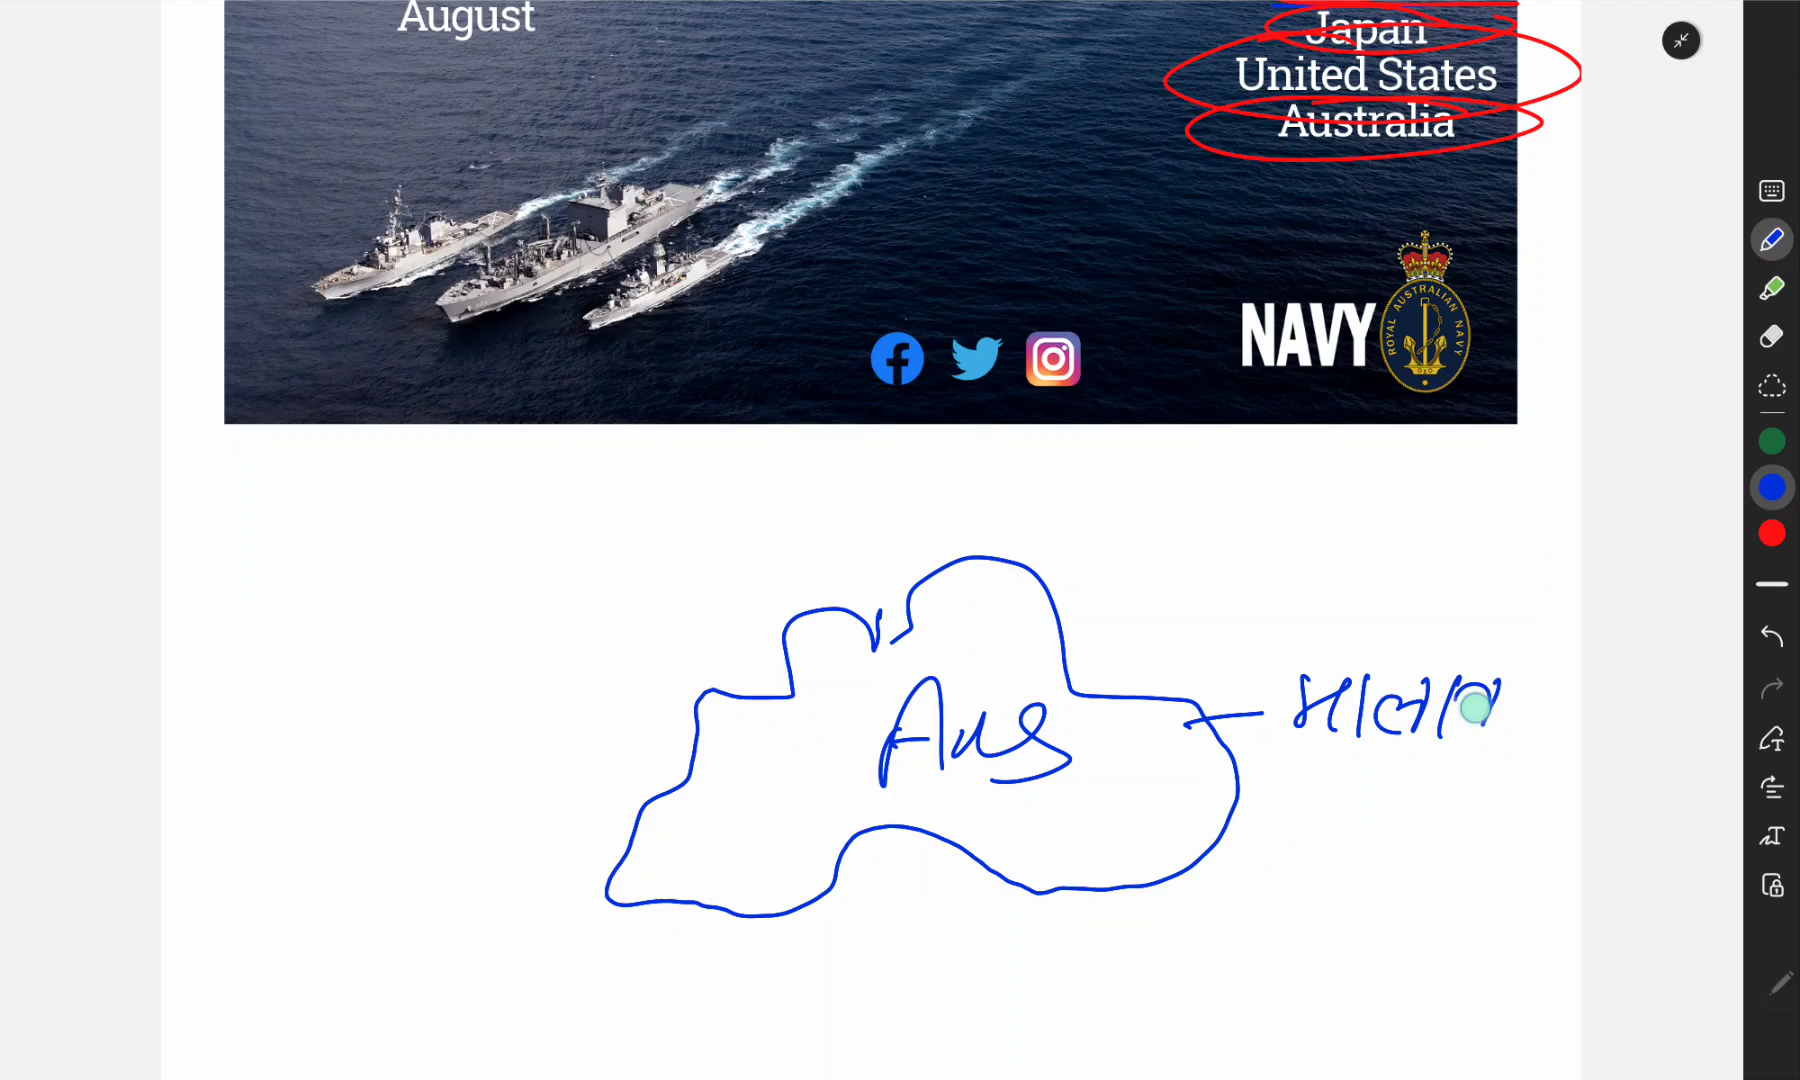 August
Japan
United States
Australia
NAVY
ROYAL AUSTRALIAN NAVY
Aus